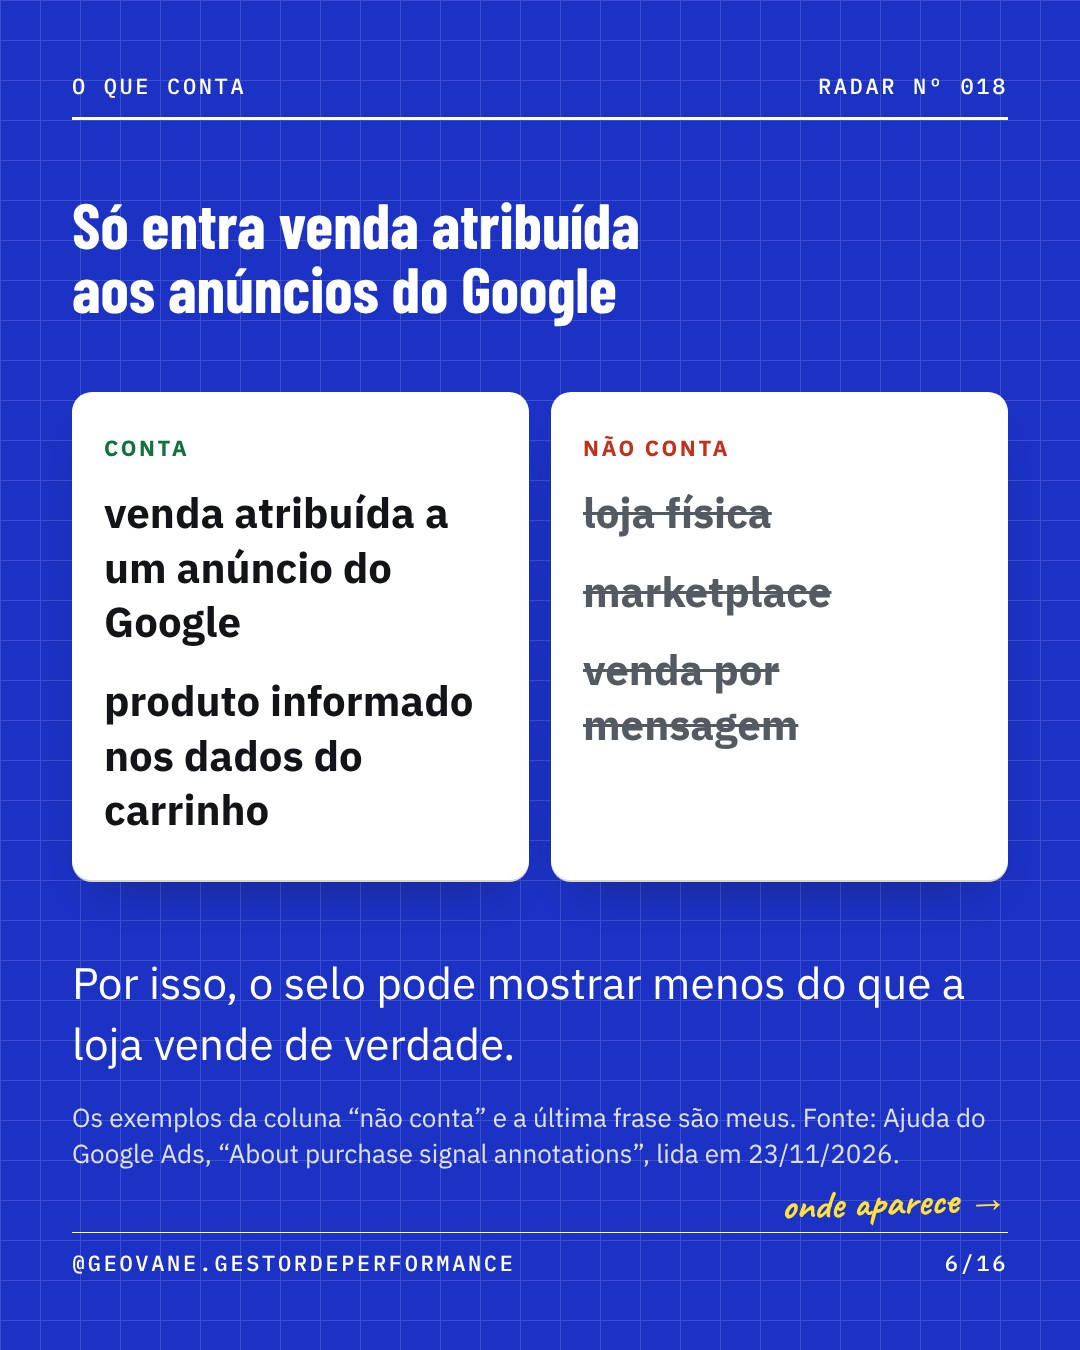 O QUE CONTA
RADAR Nº 018
Só entra venda atribuída
aos anúncios do Google
CONTA
venda atribuída a
um anúncio do
Google
produto informado
nos dados do
carrinho
NÃO CONTA
loja física
marketplace
venda por
mensagem
Por isso, o selo pode mostrar menos do que a
loja vende de verdade.
Os exemplos da coluna “não conta” e a última frase são meus. Fonte: Ajuda do
Google Ads, “About purchase signal annotations”, lida em 23/11/2026.
onde aparece →
@GEOVANE.GESTORDEPERFORMANCE
6/16